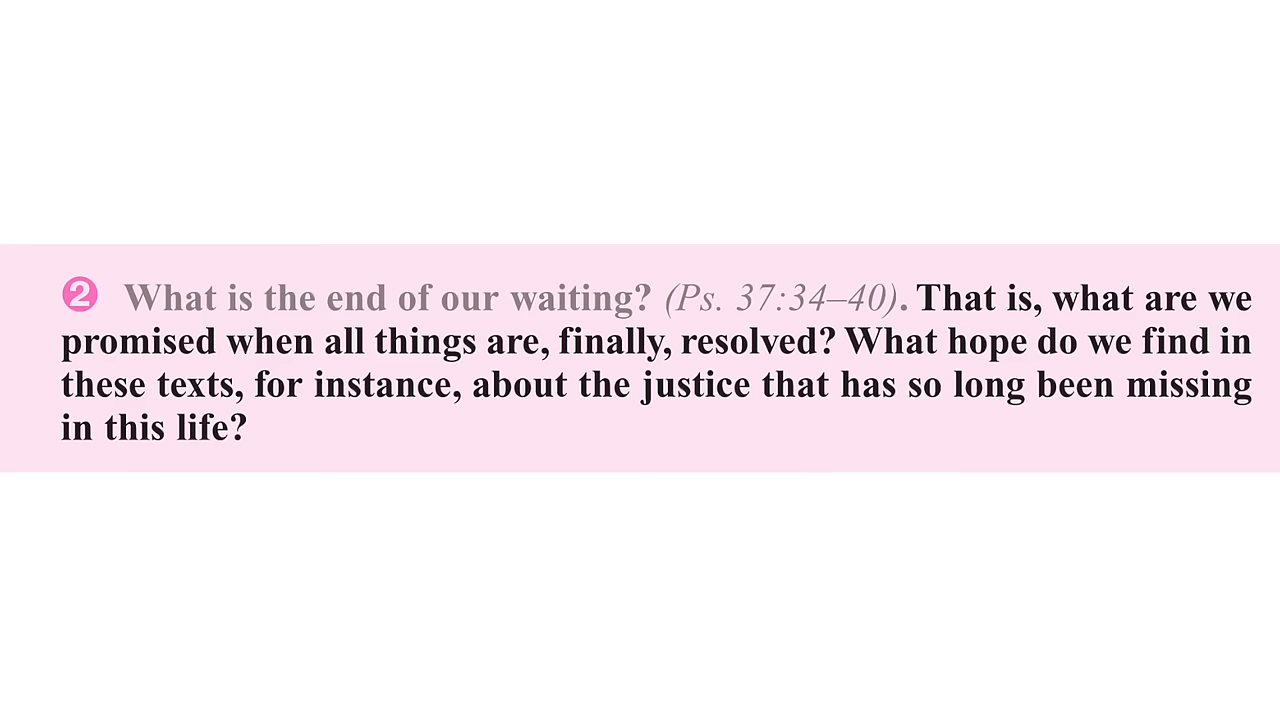 ❷ What is the end of our waiting? (Ps. 37:34–40). That is, what are we
promised when all things are, finally, resolved? What hope do we find in
these texts, for instance, about the justice that has so long been missing
in this life?